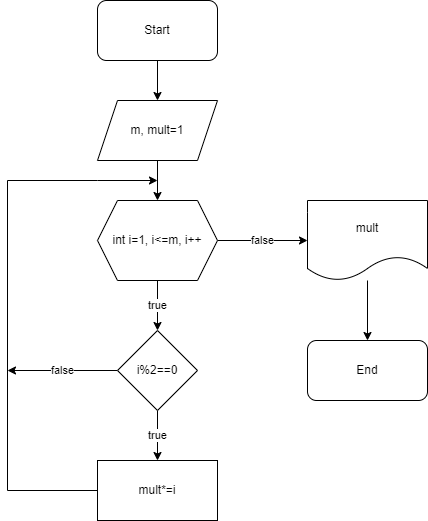 Start
m, mult=1
int i=1, i<=m, i++
false
mult
true
i%2==0
false
End
true
mult*=i